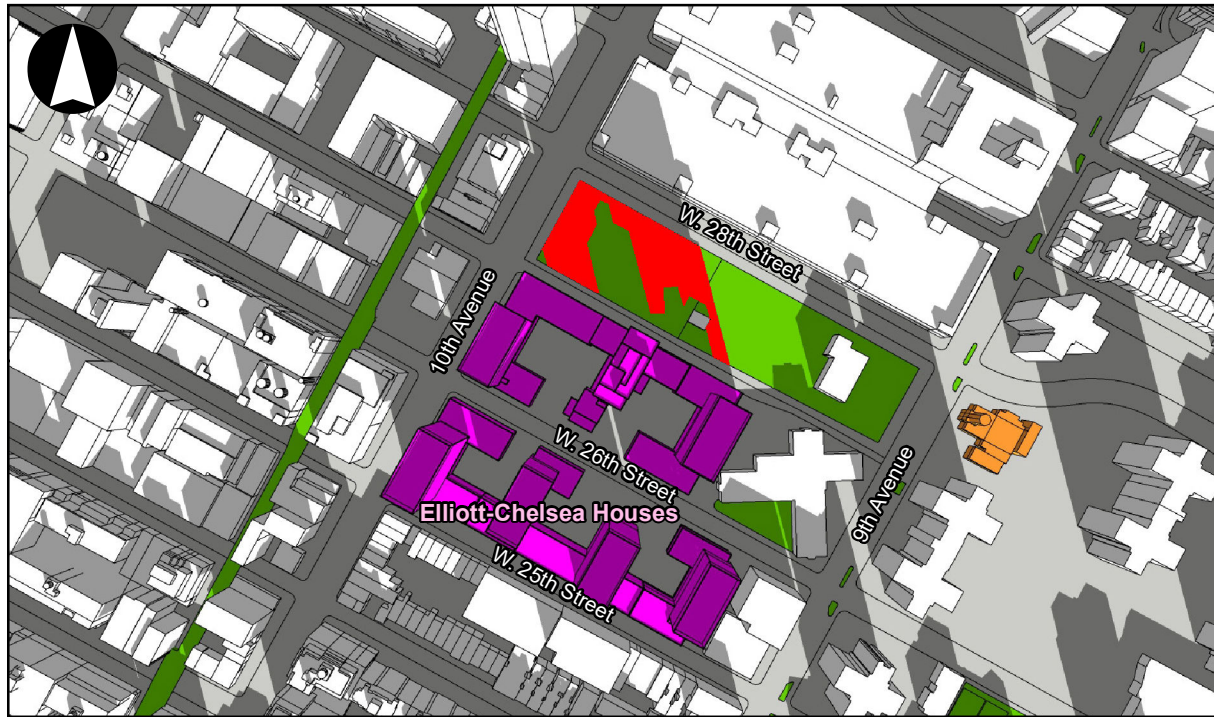 W. 28th Street
10th Avenue
W. 26th Street
Elliott-Chelsea Houses
9th Avenue
W. 25th Street